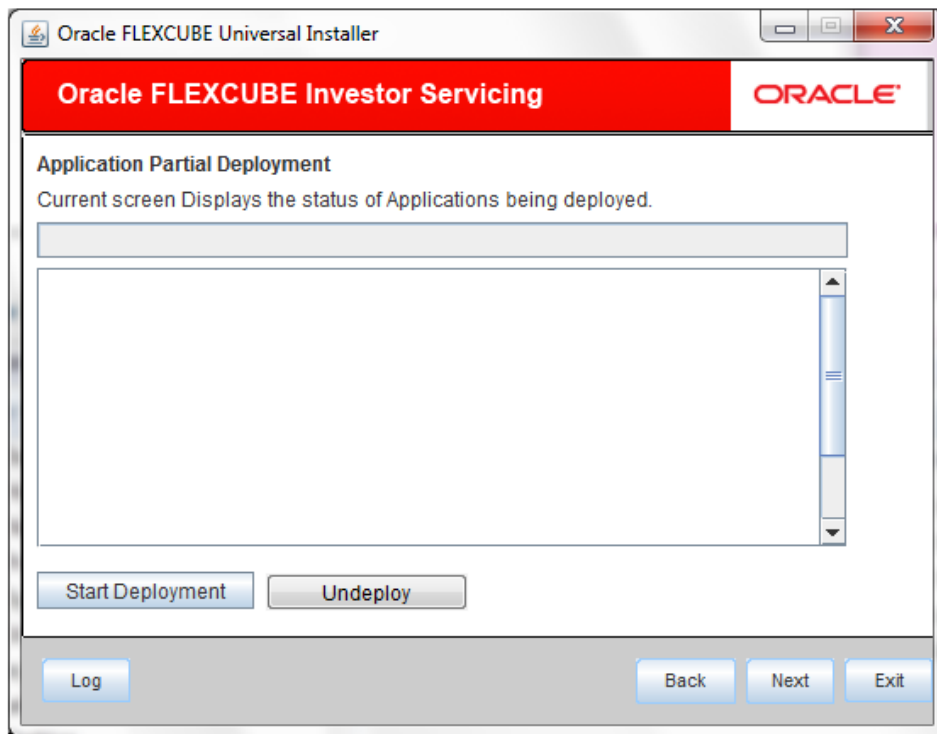 Oracle FLEXCUBE Universal Installer
Oracle FLEXCUBE Investor Servicing
ORACLE
Application Partial Deployment
Current screen Displays the status of Applications being deployed.
Start Deployment Undeploy
Log Back Next Exit